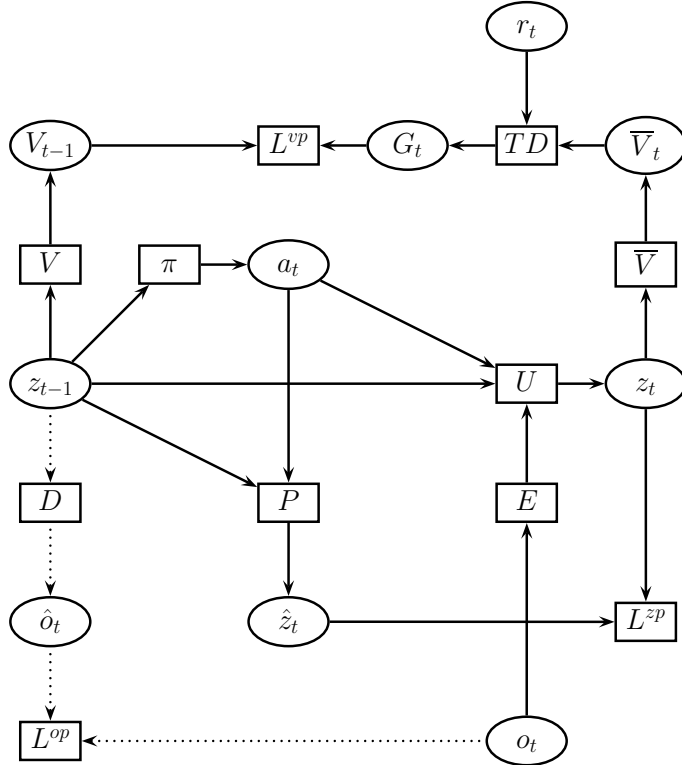 r_t
V_{t−1} L^{vp} G_t TD \overline{V}_t
V π a_t \overline{V}
z_{t−1} U z_t
D P E
ô_t ẑ_t L^{zp}
L^{op} o_t